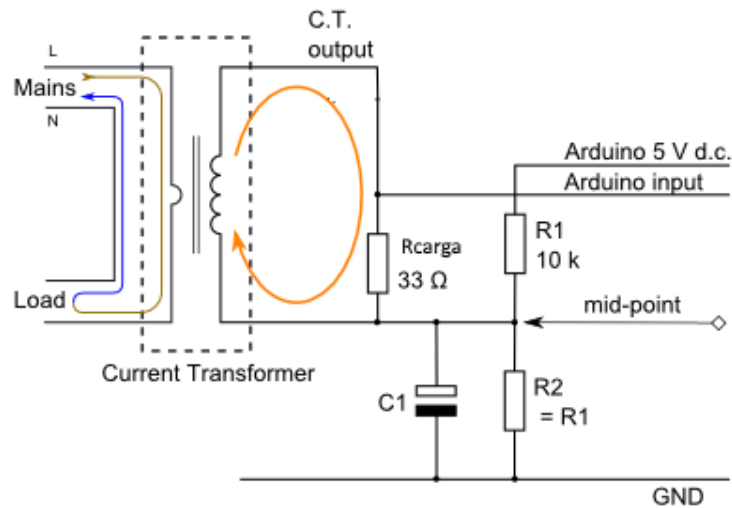 C.T.
output
L
Mains
N
Load
Current Transformer
Rcarga
33 Ω
Arduino 5 V d.c.
Arduino input
R1
10 k
mid-point
C1
R2
= R1
GND